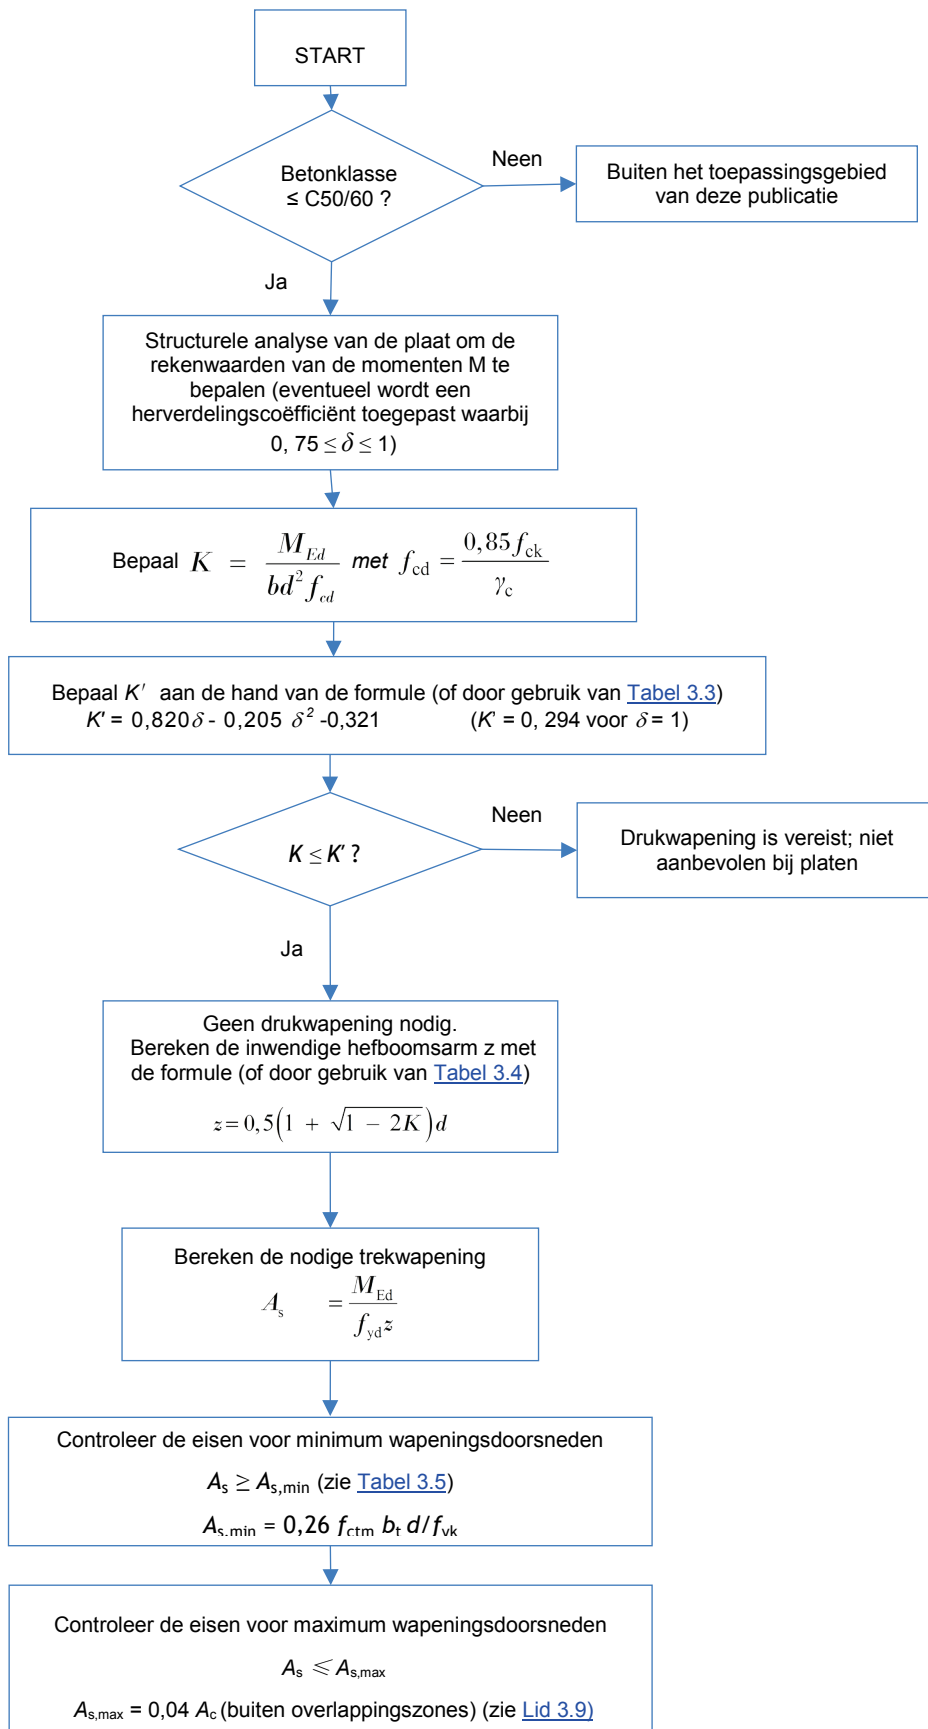 START
Betonklasse
≤ C50/60 ?
Neen
Buiten het toepassingsgebied
van deze publicatie
Ja
Structurele analyse van de plaat om de
rekenwaarden van de momenten M te
bepalen (eventueel wordt een
herverdelingscoëfficiënt toegepast waarbij
0, 75 ≤ δ ≤ 1)
Bepaal K = M_Ed / (bd² f_cd) met f_cd = 0,85 f_ck / γ_c
Bepaal K' aan de hand van de formule (of door gebruik van Tabel 3.3)
K' = 0,820δ - 0,205 δ² -0,321 (K' = 0, 294 voor δ = 1)
K ≤ K' ?
Neen
Drukwapening is vereist; niet
aanbevolen bij platen
Ja
Geen drukwapening nodig.
Bereken de inwendige hefboomsarm z met
de formule (of door gebruik van Tabel 3.4)
z = 0,5(1 + √(1 − 2K))d
Bereken de nodige trekwapening
A_s = M_Ed / (f_yd z)
Controleer de eisen voor minimum wapeningsdoorsneden
A_s ≥ A_s,min (zie Tabel 3.5)
A_s,min = 0,26 f_ctm b_t d/f_yk
Controleer de eisen voor maximum wapeningsdoorsneden
A_s ⩽ A_s,max
A_s,max = 0,04 A_c (buiten overlappingszones) (zie Lid 3.9)